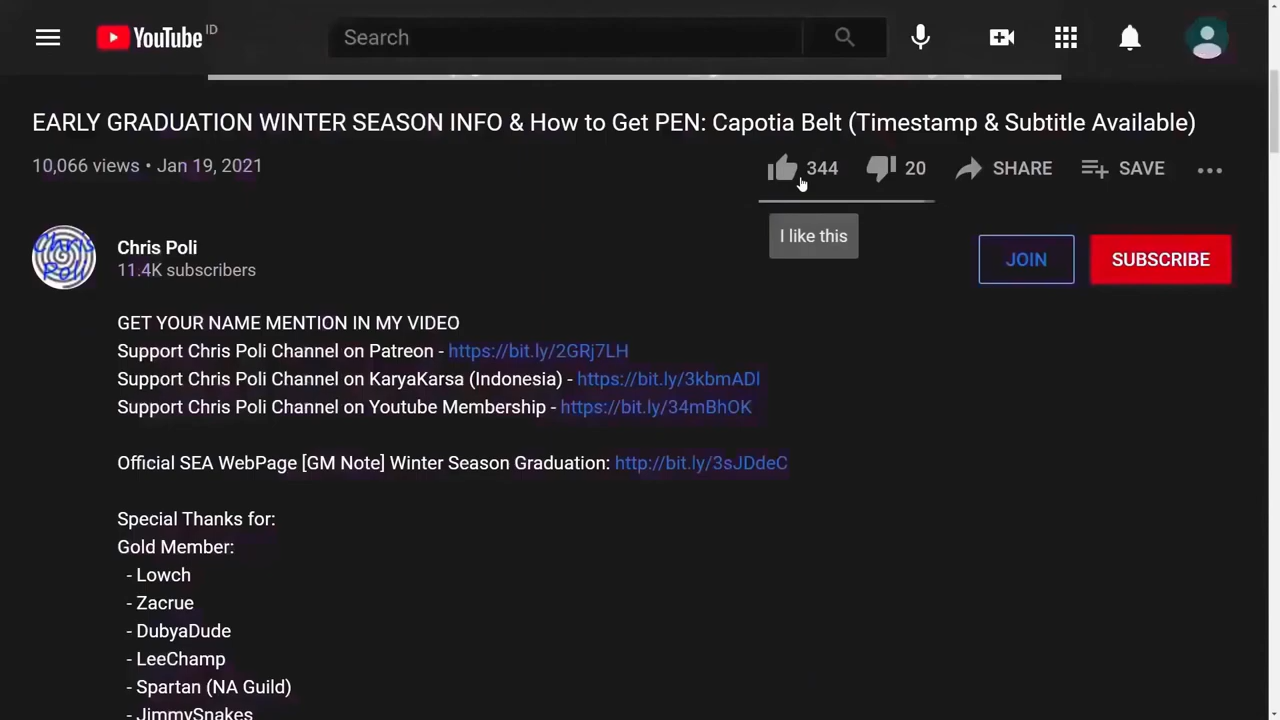 YouTube ID
Search
EARLY GRADUATION WINTER SEASON INFO & How to Get PEN: Capotia Belt (Timestamp & Subtitle Available)
10,066 views • Jan 19, 2021
344 20 SHARE SAVE
I like this
Chris Poli
Chris Poli
11.4K subscribers
JOIN SUBSCRIBE
GET YOUR NAME MENTION IN MY VIDEO
Support Chris Poli Channel on Patreon - https://bit.ly/2GRj7LH
Support Chris Poli Channel on KaryaKarsa (Indonesia) - https://bit.ly/3kbmADl
Support Chris Poli Channel on Youtube Membership - https://bit.ly/34mBhOK
Official SEA WebPage [GM Note] Winter Season Graduation: http://bit.ly/3sJDdeC
Special Thanks for:
Gold Member:
- Lowch
- Zacrue
- DubyaDude
- LeeChamp
- Spartan (NA Guild)
- JimmySnakes